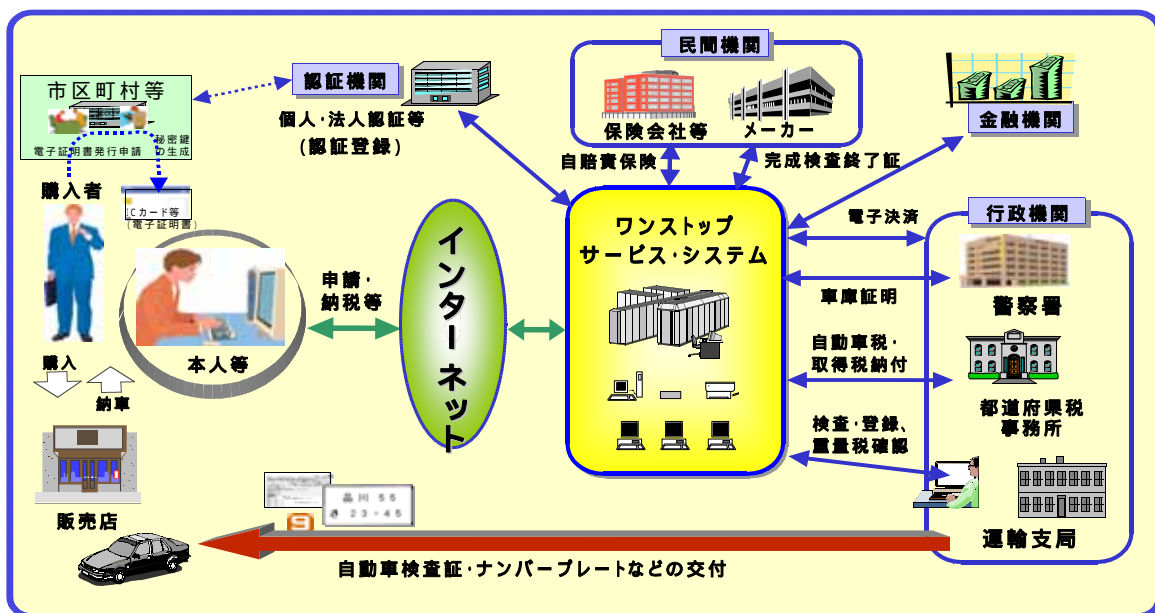 民間機関
認証機関
市区町村等
秘密鍵
の生成
電子証明書発行申請
個人・法人認証等
(認証登録)
保険会社等
メーカー
金融機関
自賠責保険
完成検査終了証
購入者
ICカード等
(電子証明書)
ワンストップ
サービス・システム
電子決済
行政機関
インターネット
申請・
納税等
車庫証明
警察署
本人等
購入
納車
自動車税・
取得税納付
都道府県税
事務所
検査・登録、
重量税確認
販売店
品川 55
23-45
9
運輸支局
自動車検査証・ナンバープレートなどの交付